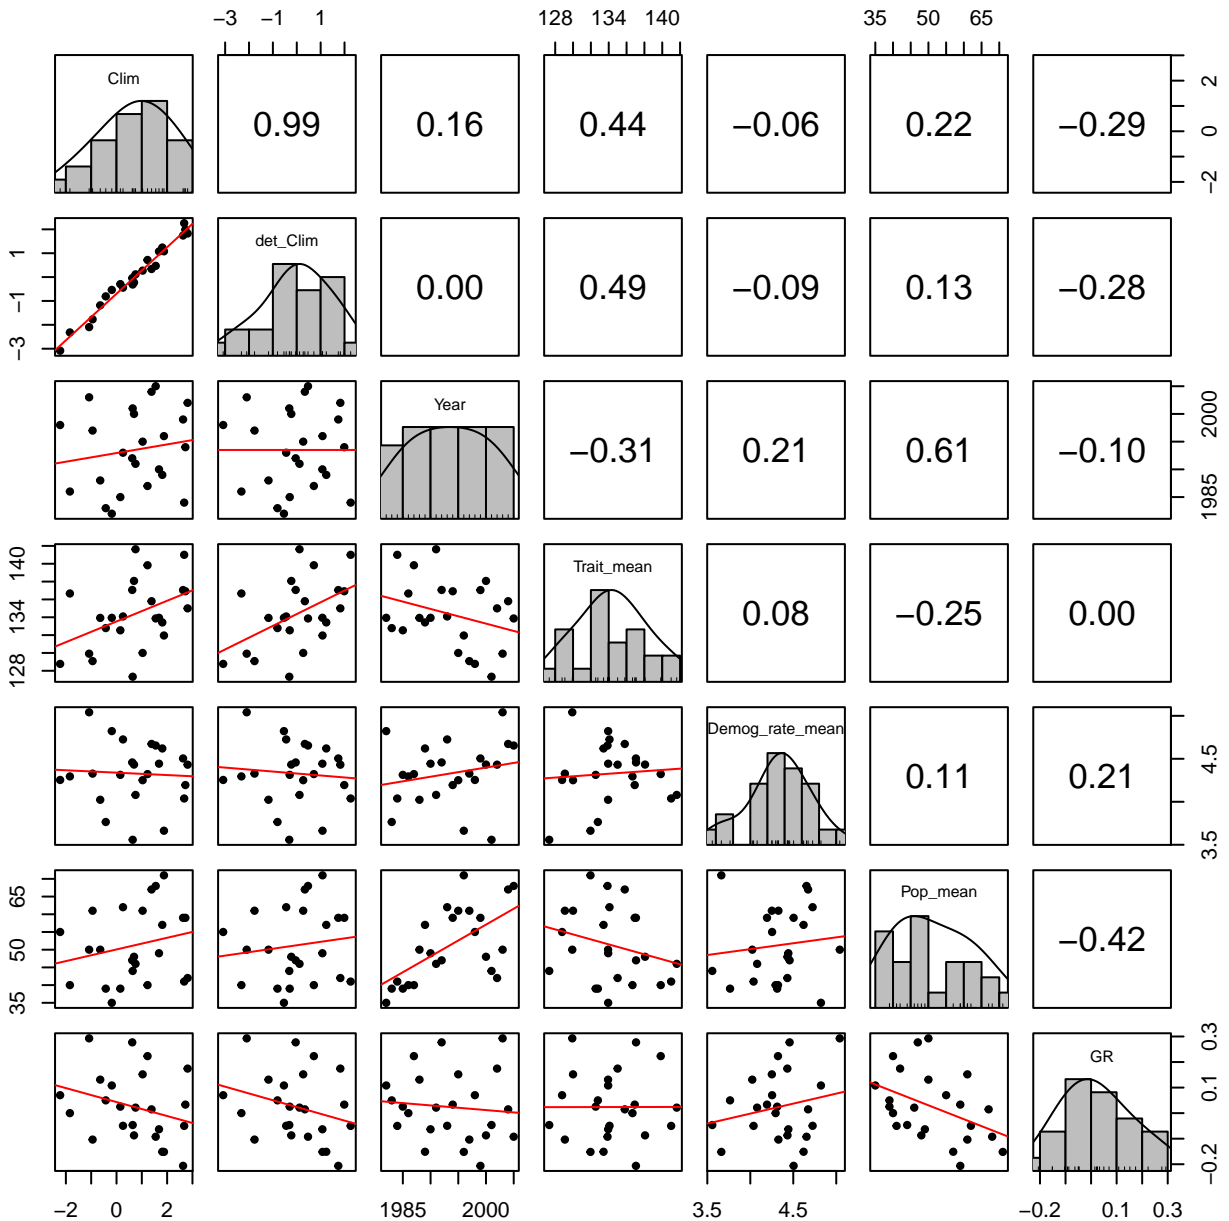 −3 −1 1 128 134 140 35 50 65
Clim 0.99 0.16 0.44 −0.06 0.22 −0.29 −2 0 2
−3 −1 1 det_Clim 0.00 0.49 −0.09 0.13 −0.28
Year −0.31 0.21 0.61 −0.10 1985 2000
128 134 140 Trait_mean 0.08 −0.25 0.00
Demog_rate_mean 0.11 0.21 3.5 4.5
35 50 65 Pop_mean −0.42
GR −0.2 0.1 0.3
−2 0 2 1985 2000 3.5 4.5 −0.2 0.1 0.3